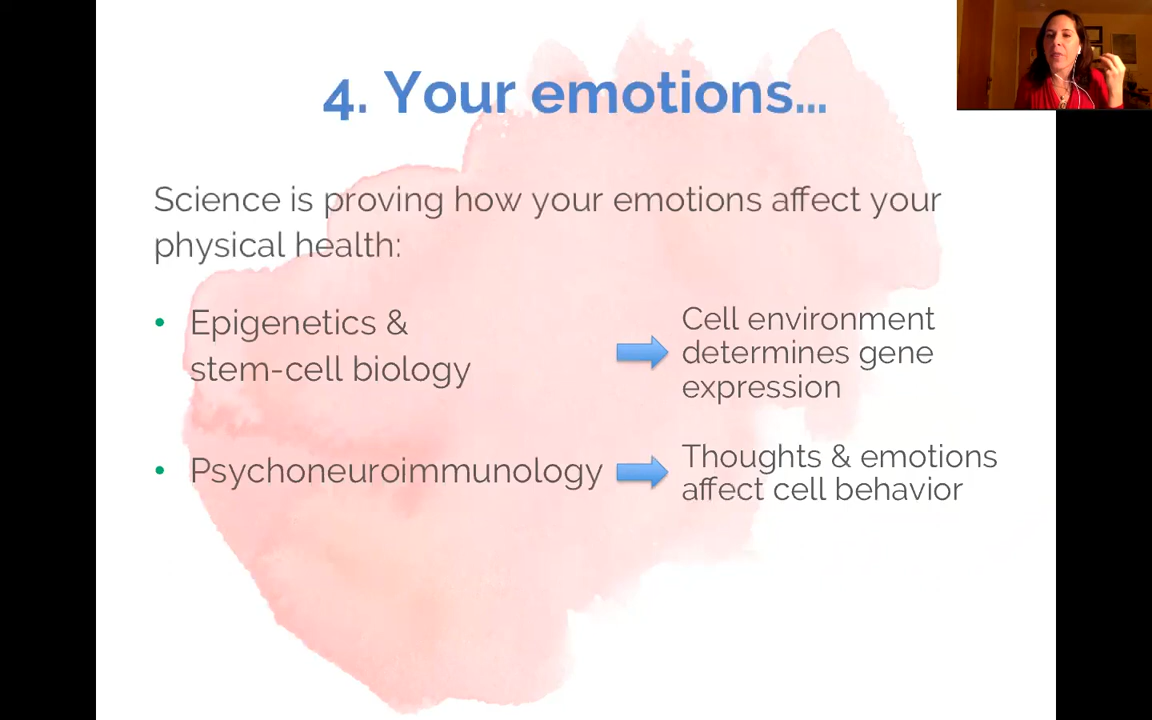 4. Your emotions...
Science is proving how your emotions affect your
physical health:
• Epigenetics &
stem-cell biology
Cell environment
determines gene
expression
• Psychoneuroimmunology
Thoughts & emotions
affect cell behavior